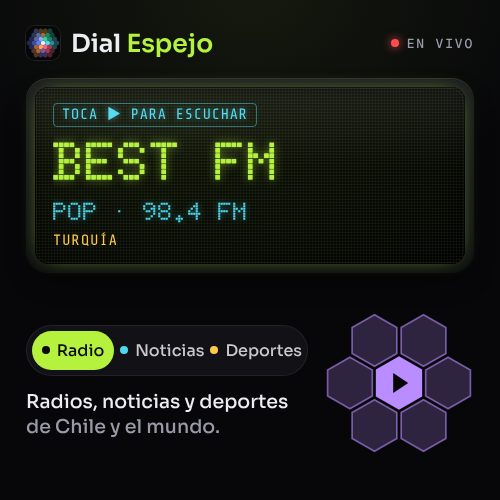 Dial Espejo
EN VIVO
TOCA ▶ PARA ESCUCHAR
BEST FM
POP · 98.4 FM
TURQUÍA
Radio
Noticias
Deportes
Radios, noticias y deportes
de Chile y el mundo.